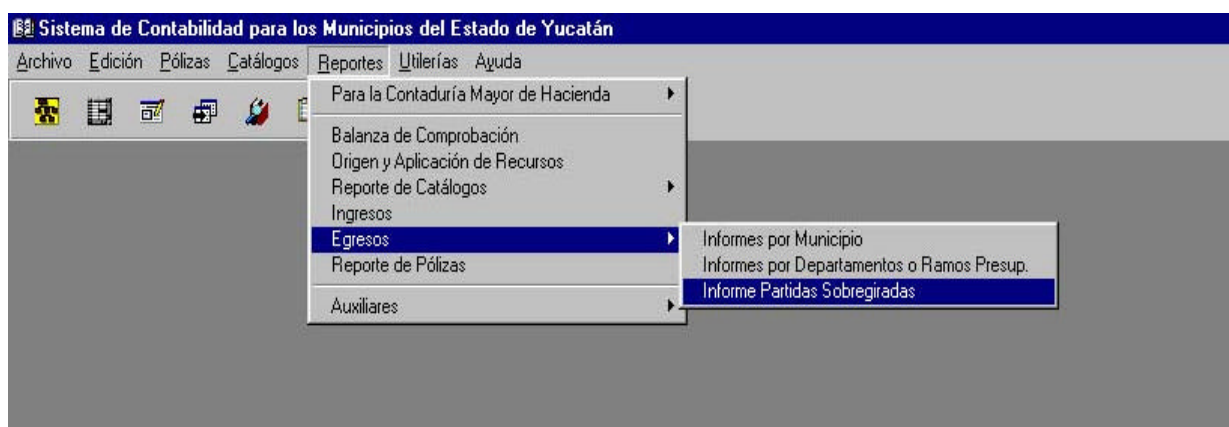 Sistema de Contabilidad para los Municipios del Estado de Yucatán
Archivo Edición Pólizas Catálogos Reportes Utilerías Ayuda
Para la Contaduría Mayor de Hacienda
Balanza de Comprobación
Origen y Aplicación de Recursos
Reporte de Catálogos
Ingresos
Egresos
Reporte de Pólizas
Auxiliares
Informes por Municipio
Informes por Departamentos o Ramos Presup.
Informe Partidas Sobregiradas